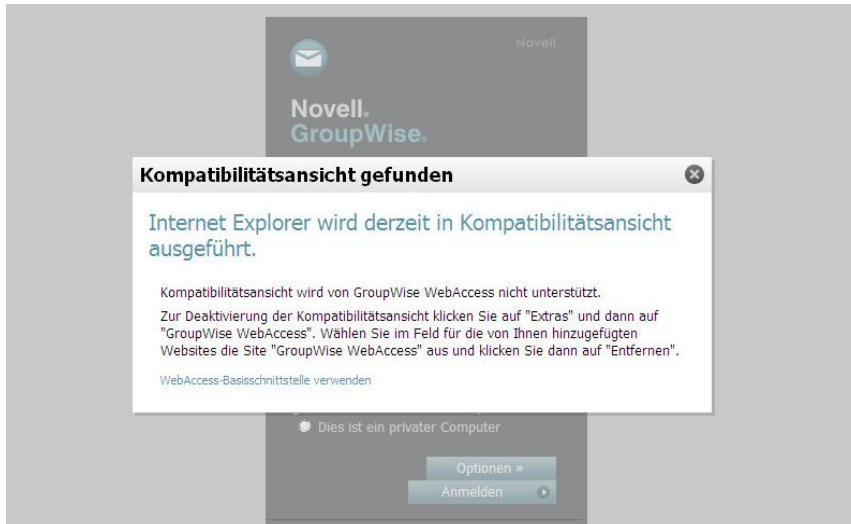 Novell
Novell®
GroupWise®
Kompatibilitätsansicht gefunden
Internet Explorer wird derzeit in Kompatibilitätsansicht
ausgeführt.
Kompatibilitätsansicht wird von GroupWise WebAccess nicht unterstützt.
Zur Deaktivierung der Kompatibilitätsansicht klicken Sie auf "Extras" und dann auf
"GroupWise WebAccess". Wählen Sie im Feld für die von Ihnen hinzugefügten
Websites die Site "GroupWise WebAccess" aus und klicken Sie dann auf "Entfernen".
WebAccess-Basisschnittstelle verwenden
Dies ist ein privater Computer
Optionen »
Anmelden